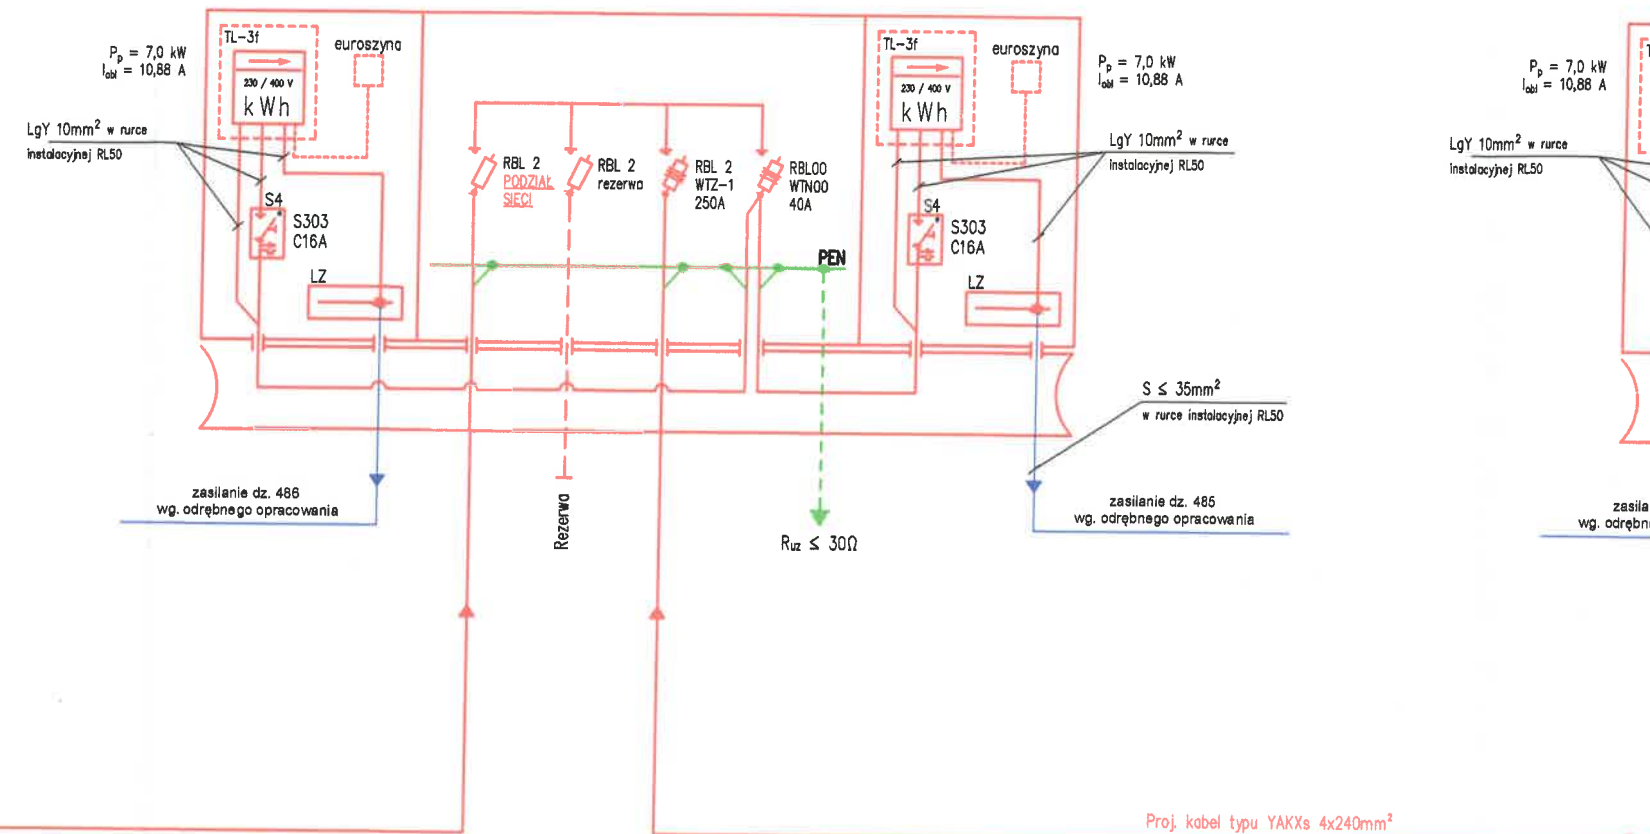 TL-3f
euroszyna
Pp = 7,0 kW
Iobl = 10,88 A
230 / 400 V
kWh
LgY 10mm² w rurce
instalacyjnej RL50
S4
S303
C16A
LZ
RBL 2
PODZIAŁ
SIECI
RBL 2
rezerwa
RBL 2
WTZ-1
250A
RBL00
WTN00
40A
PEN
TL-3f
euroszyna
Pp = 7,0 kW
Iobl = 10,88 A
230 / 400 V
kWh
LgY 10mm² w rurce
instalacyjnej RL50
S4
S303
C16A
LZ
S ≤ 35mm²
w rurce instalacyjnej RL50
zasilanie dz. 486
wg. odrębnego opracowania
Rezerwa
Ruz ≤ 30Ω
zasilanie dz. 485
wg. odrębnego opracowania
Pp = 7,0 kW
Iobl = 10,88 A
LgY 10mm² w rurce
instalacyjnej RL50
zasila
wg. odrębn
Proj. kabel typu YAKXs 4x240mm²